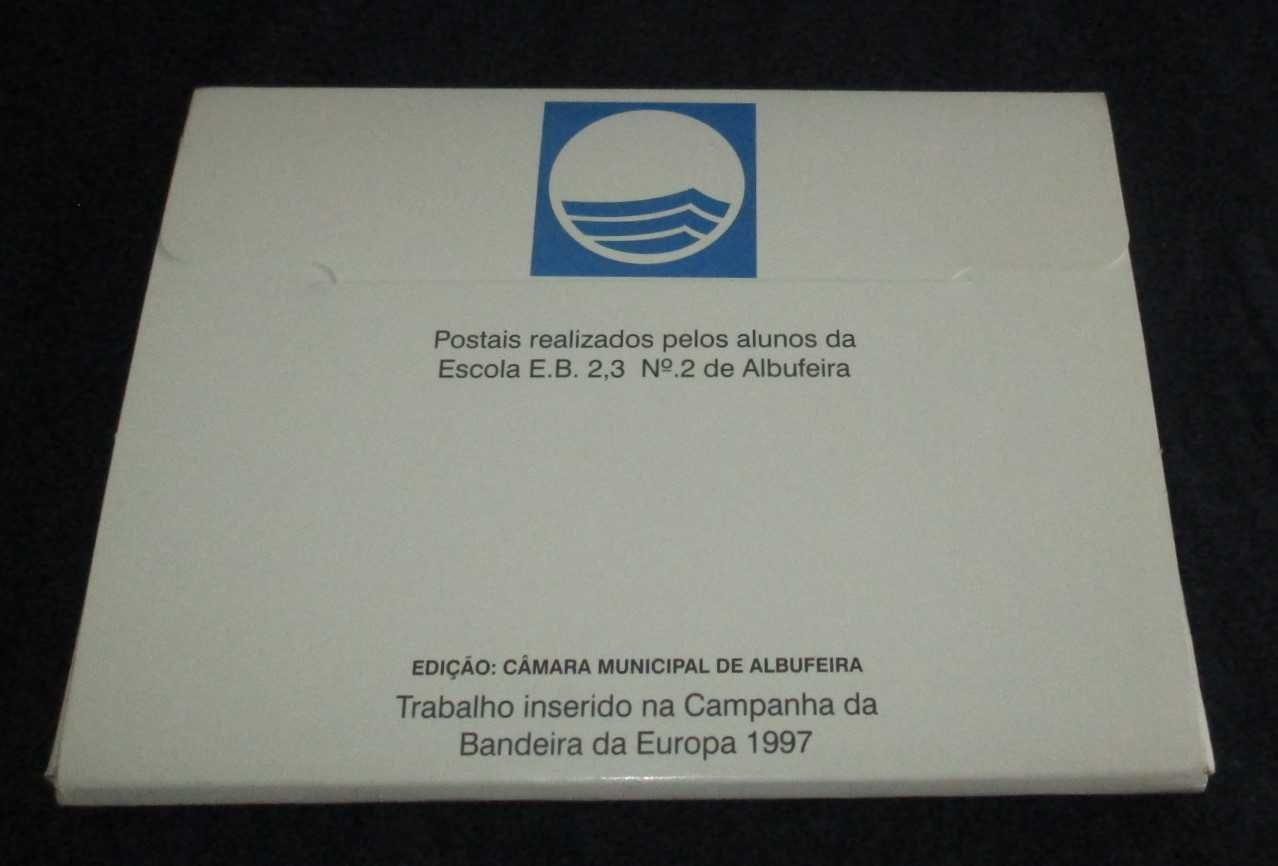 Postais realizados pelos alunos da
Escola E.B. 2,3 Nº.2 de Albufeira
EDIÇÃO: CÂMARA MUNICIPAL DE ALBUFEIRA
Trabalho inserido na Campanha da
Bandeira da Europa 1997